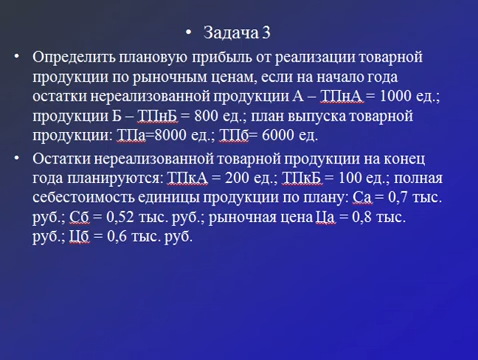 • Задача 3
• Определить плановую прибыль от реализации товарной
продукции по рыночным ценам, если на начало года
остатки нереализованной продукции А – ТПнА = 1000 ед.;
продукции Б – ТПнБ = 800 ед.; план выпуска товарной
продукции: ТПа=8000 ед.; ТПб= 6000 ед.
• Остатки нереализованной товарной продукции на конец
года планируются: ТПкА = 200 ед.; ТПкБ = 100 ед.; полная
себестоимость единицы продукции по плану: Са = 0,7 тыс.
руб.; Сб = 0,52 тыс. руб.; рыночная цена Ца = 0,8 тыс.
руб.; Цб = 0,6 тыс. руб.